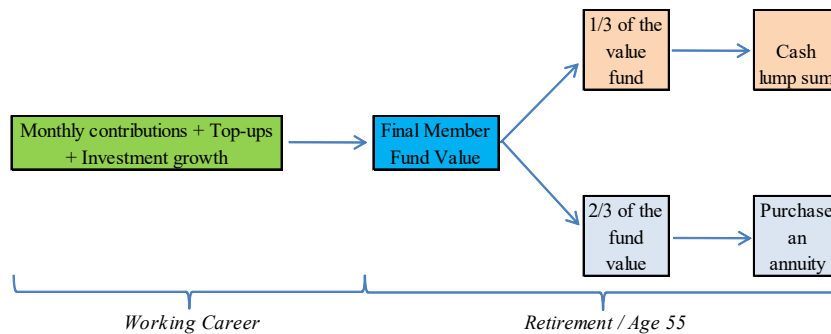 1/3 of the
value
fund
Cash
lump sum
Monthly contributions + Top-ups
+ Investment growth
Final Member
Fund Value
2/3 of the
fund
value
Purchase
an
annuity
Working Career
Retirement / Age 55